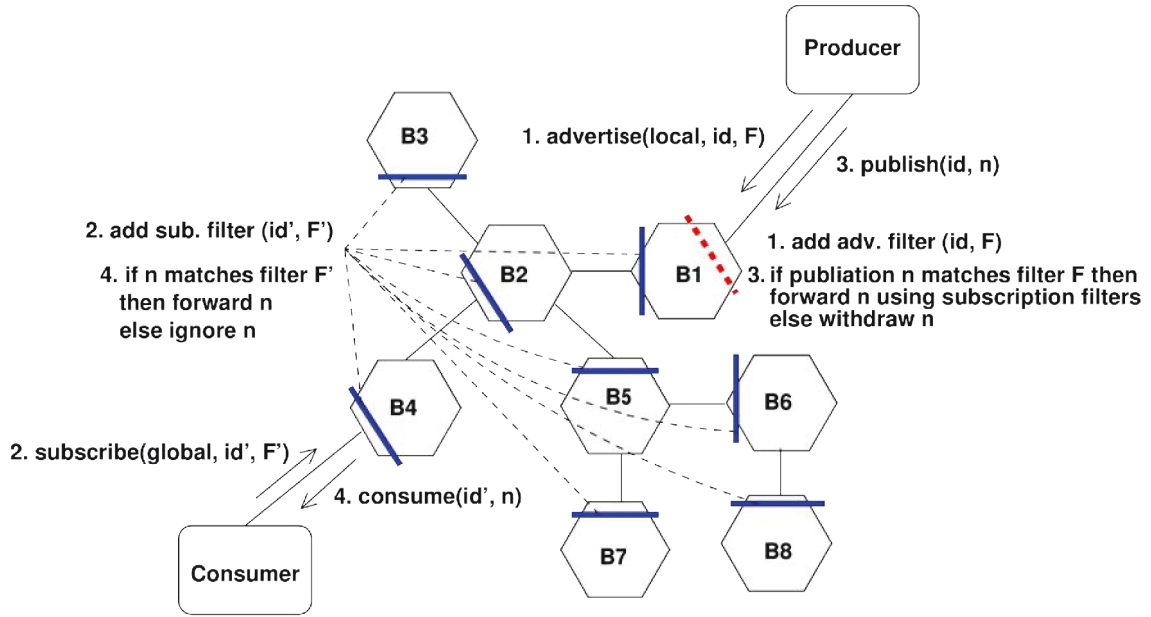 Producer
B3
1. advertise(local, id, F)
3. publish(id, n)
2. add sub. filter (id’, F’)
4. if n matches filter F’
then forward n
else ignore n
B2
B1
1. add adv. filter (id, F)
3. if publiation n matches filter F then
forward n using subscription filters
else withdraw n
B4
B5
B6
2. subscribe(global, id’, F’)
4. consume(id’, n)
B7
B8
Consumer